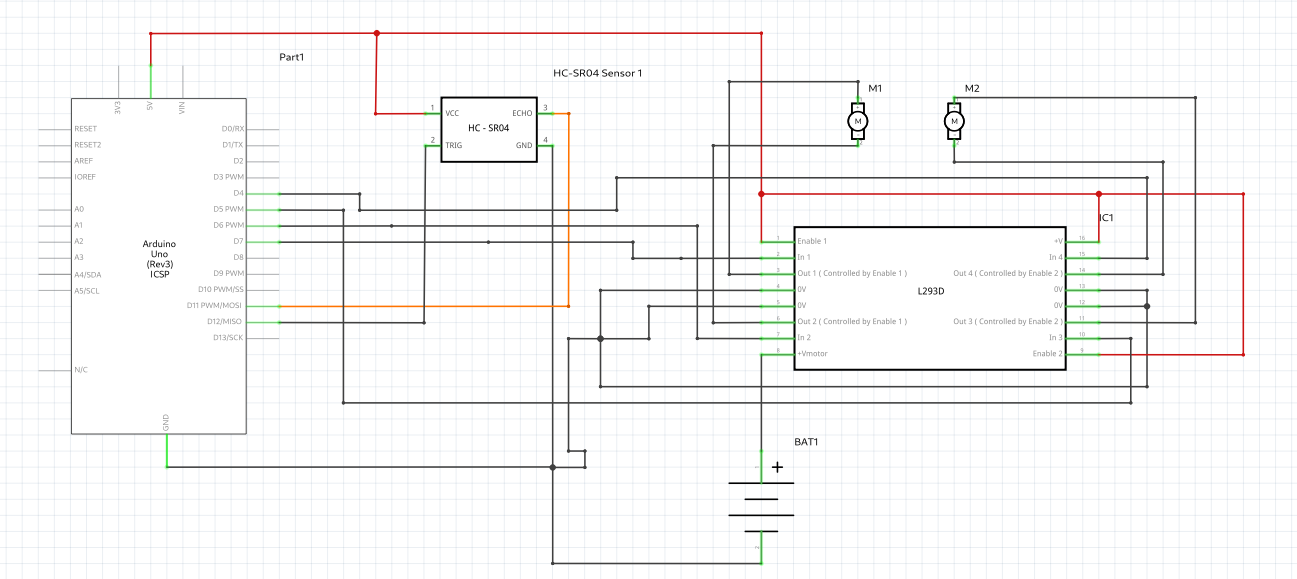 Part1
HC-SR04 Sensor 1
M1
M2
3V3
5V
VIN
RESET
RESET2
AREF
IOREF
A0
A1
A2
A3
A4/SDA
A5/SCL
N/C
Arduino
Uno
(Rev3)
ICSP
D0/RX
D1/TX
D2
D3 PWM
D4
D5 PWM
D6 PWM
D7
D8
D9 PWM
D10 PWM/SS
D11 PWM/MOSI
D12/MISO
D13/SCK
GND
1
VCC
2
TRIG
HC - SR04
ECHO
3
GND
4
M
M
IC1
1
Enable 1
2
In 1
3
Out 1 ( Controlled by Enable 1 )
4
0V
5
0V
6
Out 2 ( Controlled by Enable 1 )
7
In 2
8
+Vmotor
L293D
+V
16
In 4
15
Out 4 ( Controlled by Enable 2 )
14
0V
13
0V
12
Out 3 ( Controlled by Enable 2 )
11
In 3
10
Enable 2
9
BAT1
+